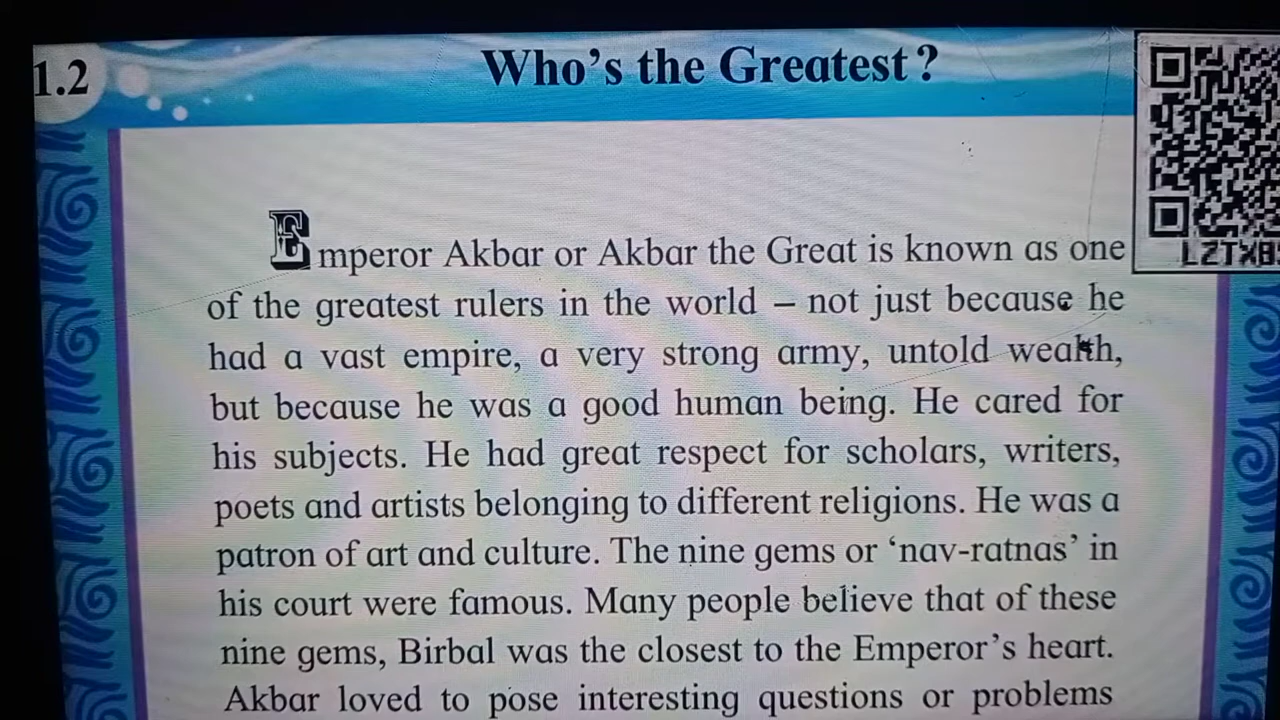 1.2
Who's the Greatest?
Emperor Akbar or Akbar the Great is known as one
of the greatest rulers in the world – not just because he
had a vast empire, a very strong army, untold wealth,
but because he was a good human being. He cared for
his subjects. He had great respect for scholars, writers,
poets and artists belonging to different religions. He was a
patron of art and culture. The nine gems or ‘nav-ratnas’ in
his court were famous. Many people believe that of these
nine gems, Birbal was the closest to the Emperor’s heart.
Akbar loved to pose interesting questions or problems